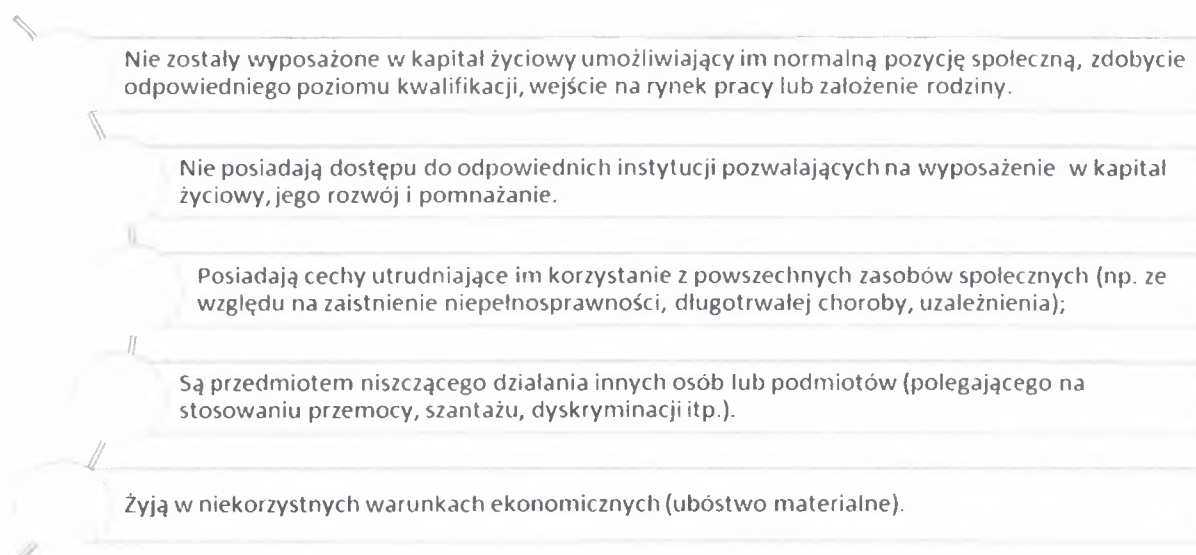 Nie zostały wyposażone w kapitał życiowy umożliwiający im normalną pozycję społeczną, zdobycie
odpowiedniego poziomu kwalifikacji, wejście na rynek pracy lub założenie rodziny.
Nie posiadają dostępu do odpowiednich instytucji pozwalających na wyposażenie w kapitał
życiowy, jego rozwój i pomnażanie.
Posiadają cechy utrudniające im korzystanie z powszechnych zasobów społecznych (np. ze
względu na zaistnienie niepełnosprawności, długotrwałej choroby, uzależnienia);
Są przedmiotem niszczącego działania innych osób lub podmiotów (polegającego na
stosowaniu przemocy, szantażu, dyskryminacji itp.).
Żyją w niekorzystnych warunkach ekonomicznych (ubóstwo materialne).